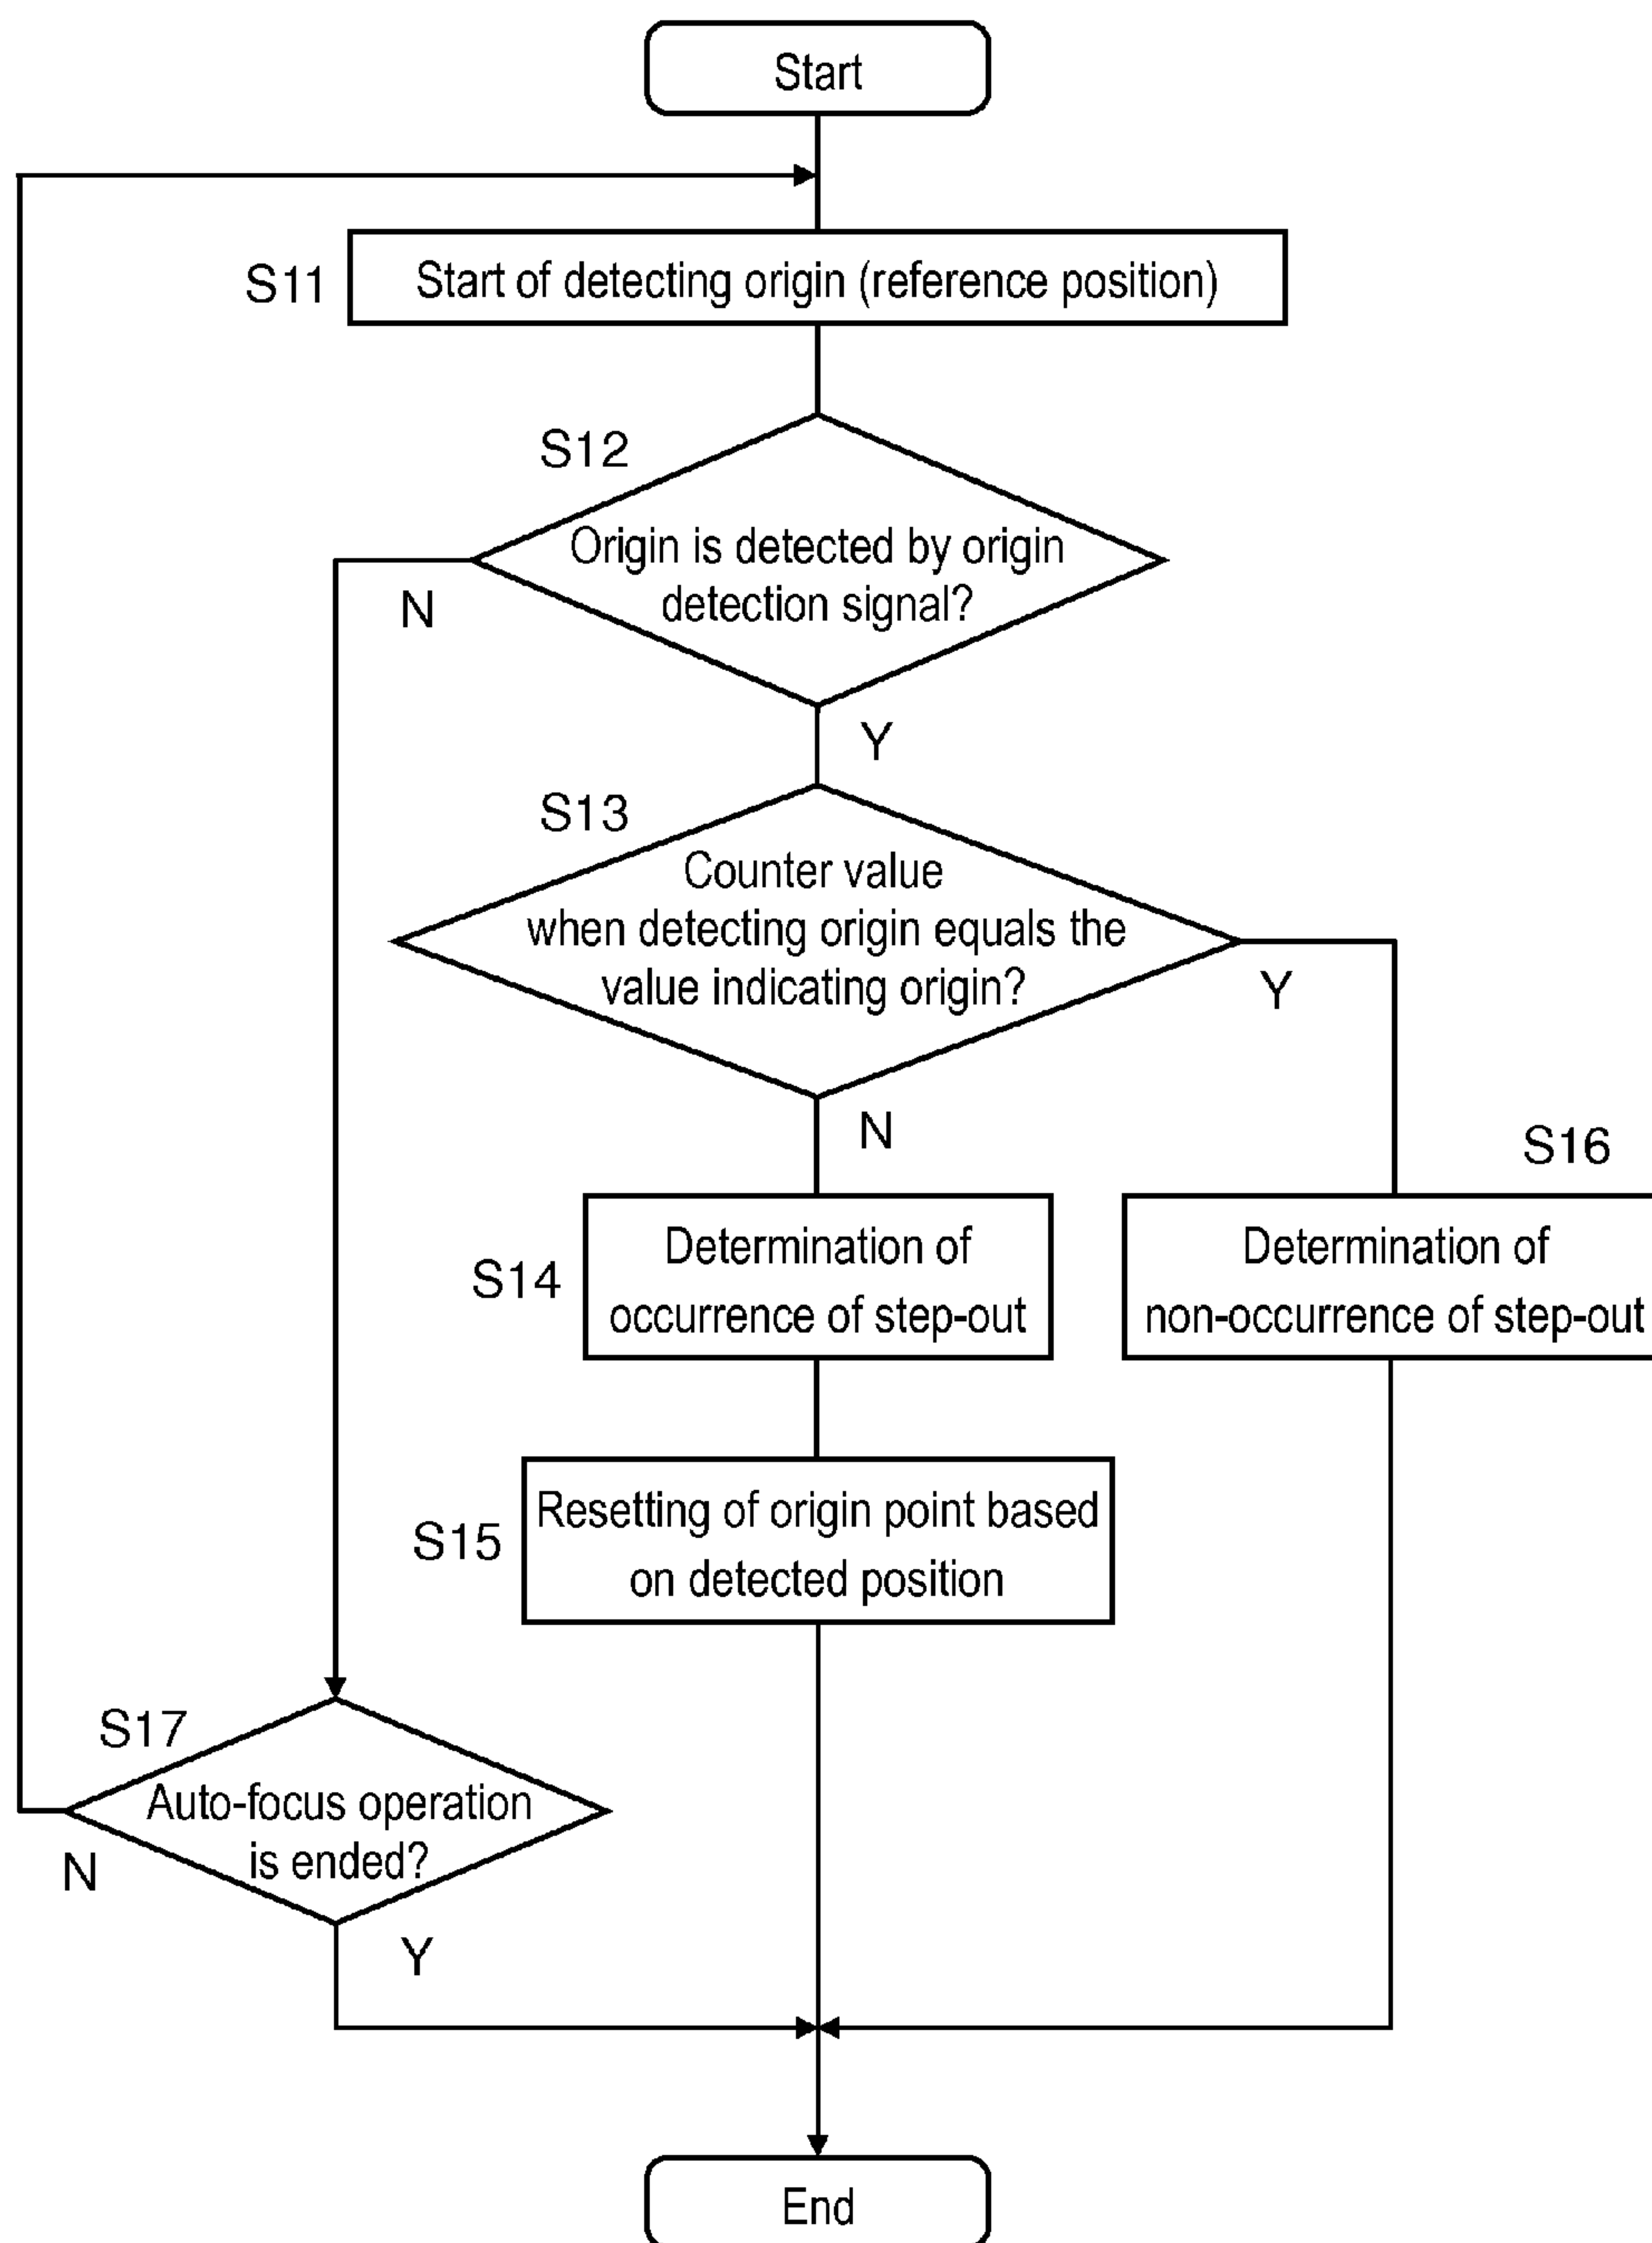 Start
S11
Start of detecting origin (reference position)
S12
Origin is detected by origin
detection signal?
N
Y
S13
Counter value
when detecting origin equals the
value indicating origin?
Y
N
S16
S14
Determination of
occurrence of step-out
Determination of
non-occurrence of step-out
S15
Resetting of origin point based
on detected position
S17
Auto-focus operation
is ended?
N
Y
End